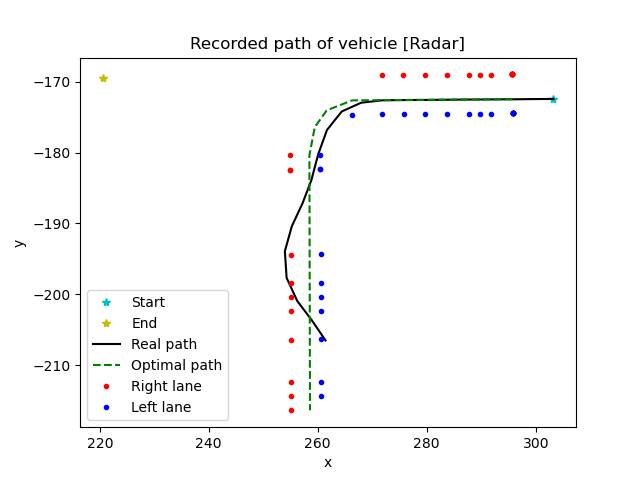 Recorded path of vehicle [Radar]
y
−170
−180
−190
−200
−210
Start
End
Real path
Optimal path
Right lane
Left lane
220 240 260 280 300
x